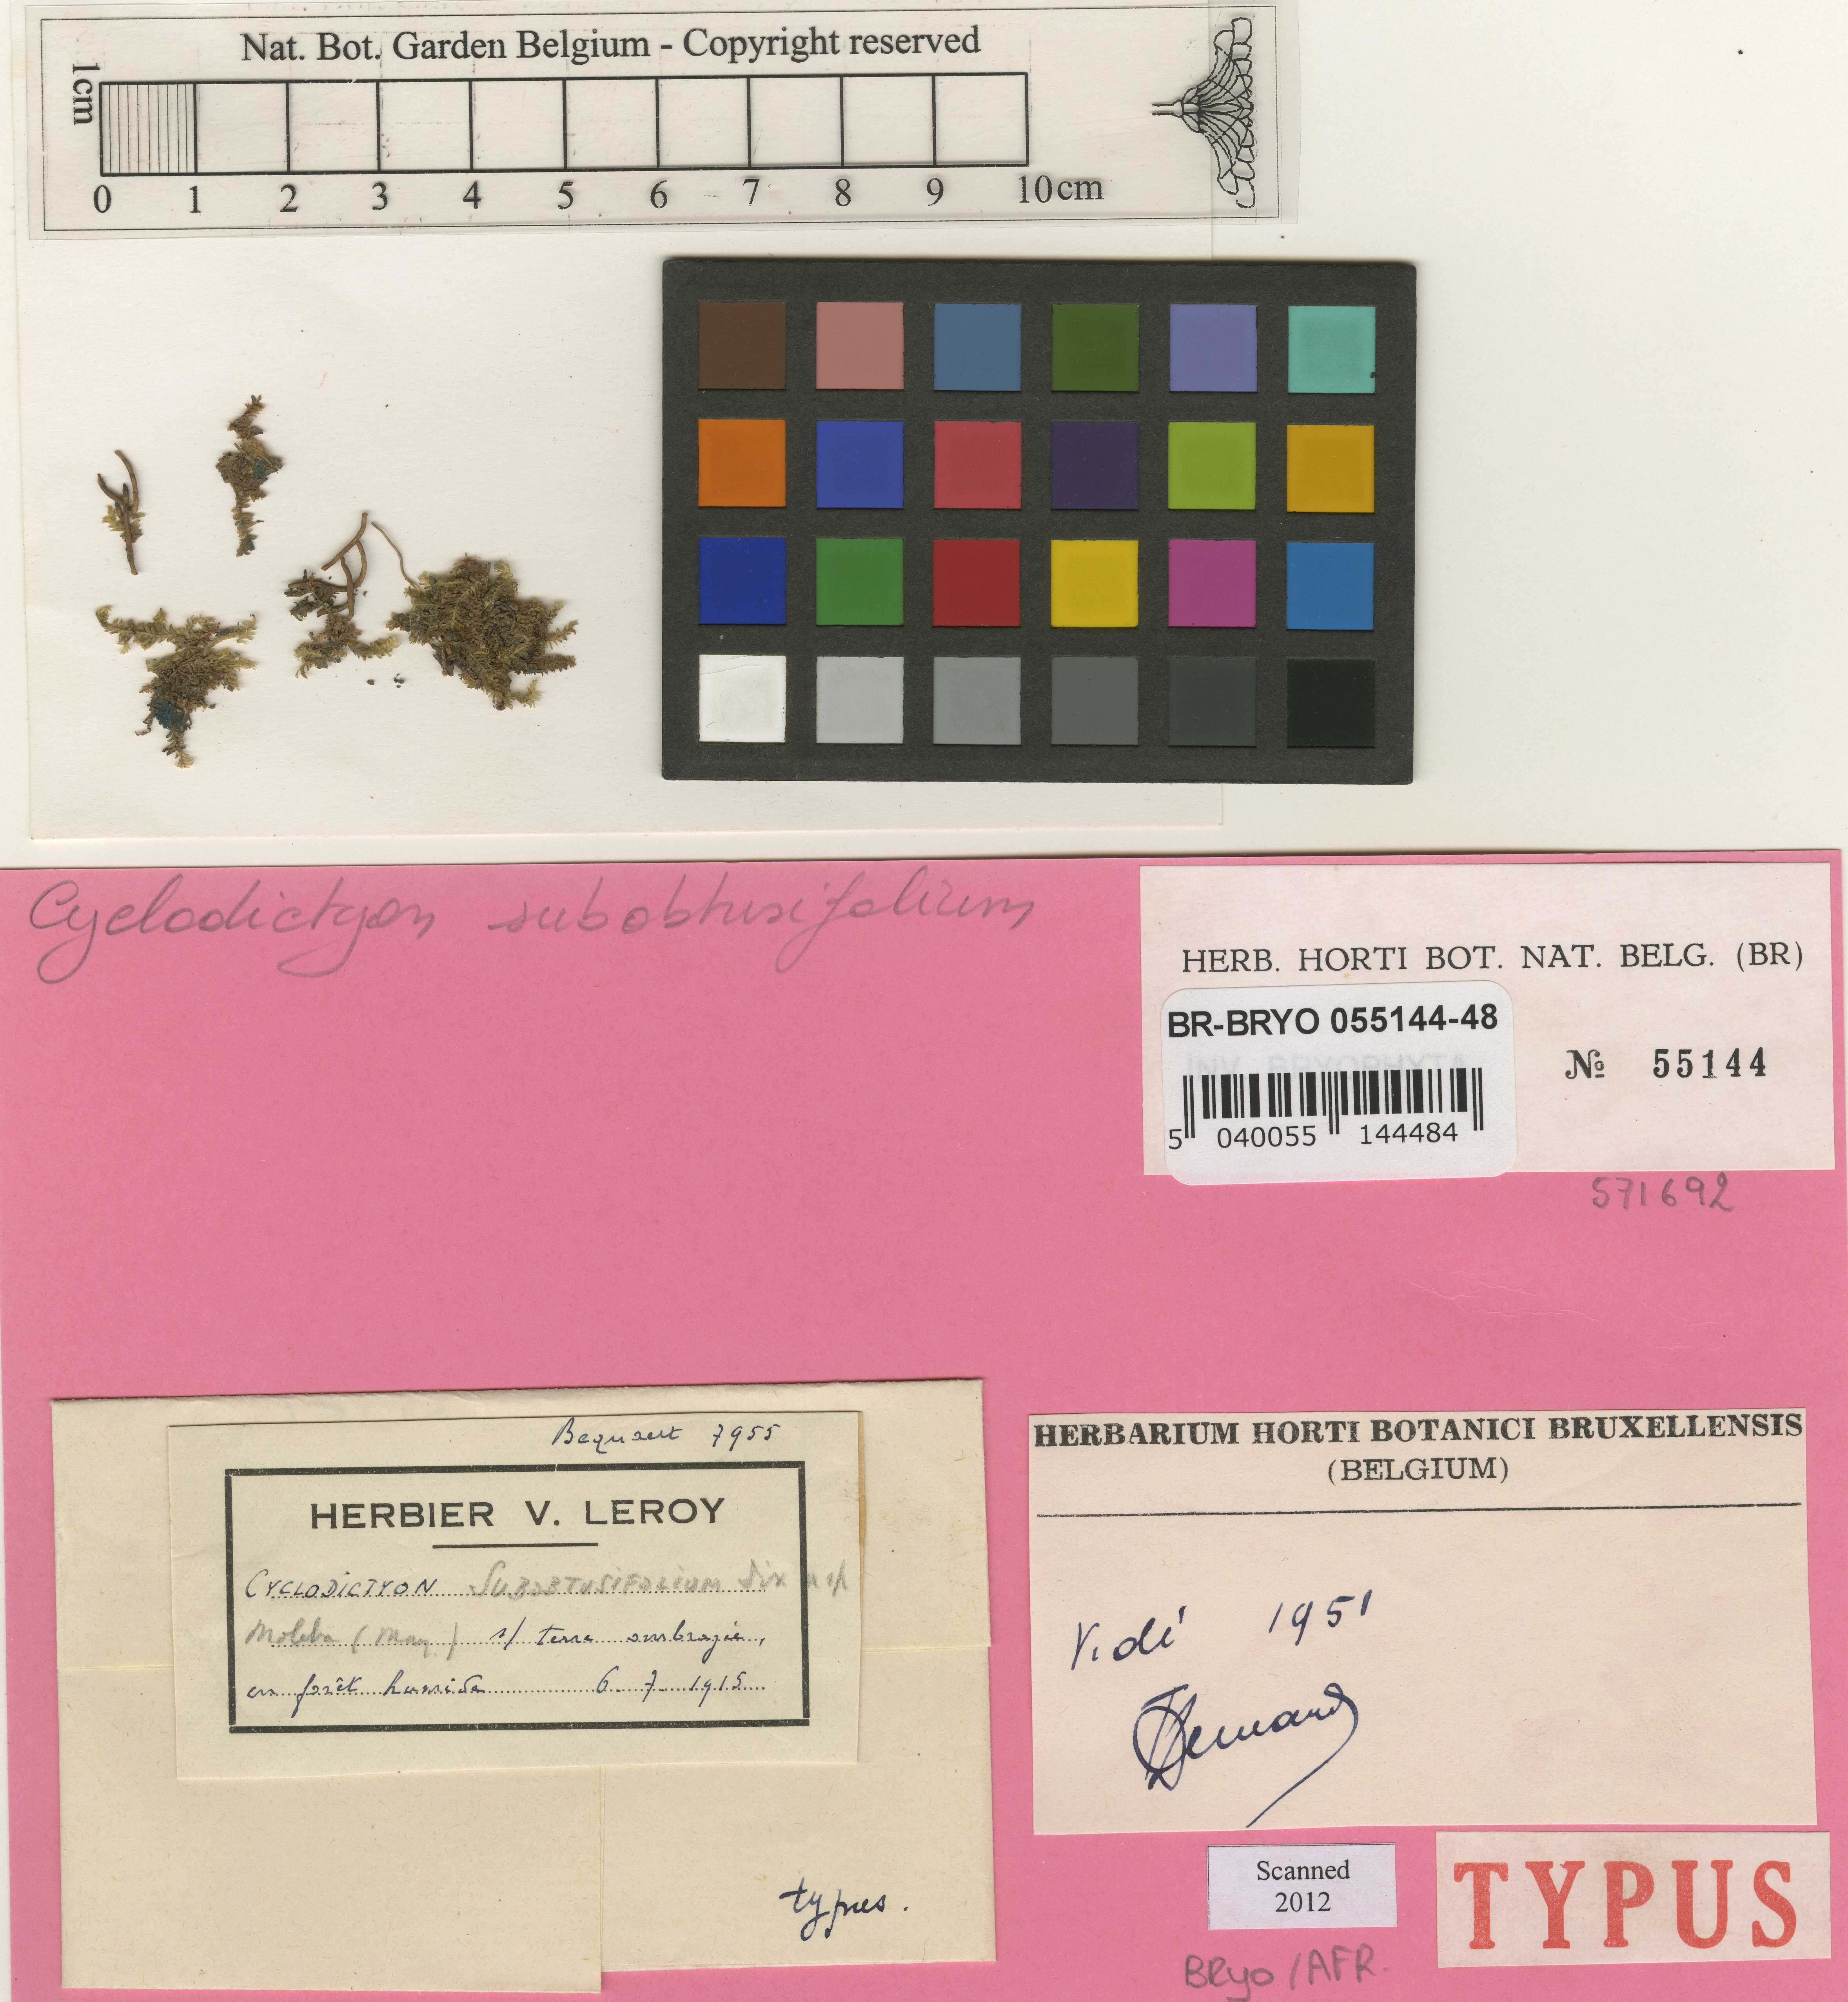 Nat. Bot. Garden Belgium - Copyright reserved
1cm
0 1 2 3 4 5 6 7 8 9 10cm
Cyclodictyon subobtusifolium
HERB. HORTI BOT. NAT. BELG. (BR)
BR-BRYO 055144-48
№ 55144
5 040055 144484
571692
Bequaert 7955
HERBIER V. LEROY
CYCLODICTYON SUBOBTUSIFOLIUM Dix n sp
(May) s/ terre ombragée,
en forêt humide 6.7.1915
typus.
HERBARIUM HORTI BOTANICI BRUXELLENSIS
(BELGIUM)
Vidi 1951
Demaret
Scanned
2012
TYPUS
BRyo/AFR.